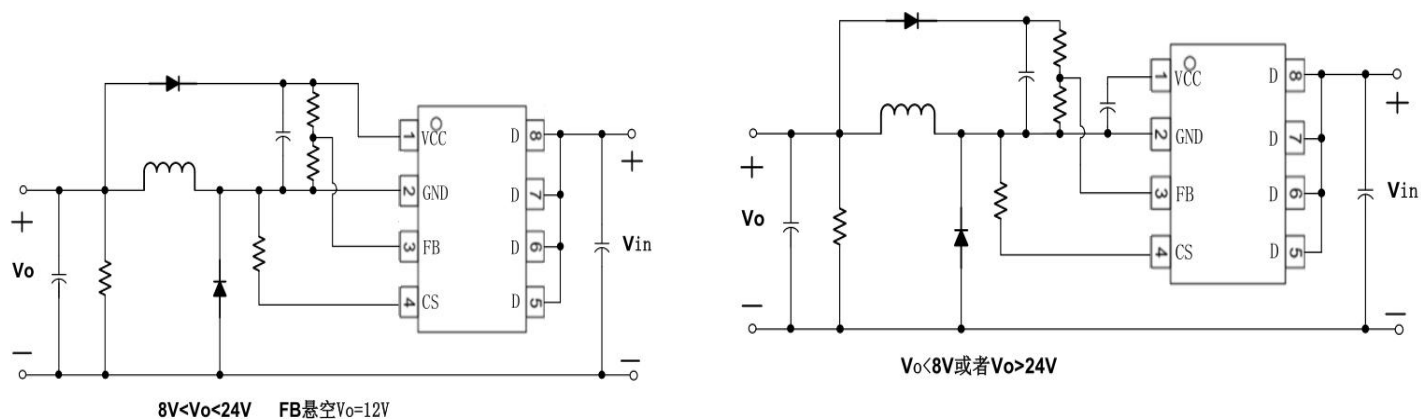 1 VCC D 8
2 GND D 7
3 FB D 6
4 CS D 5
+
Vo
−
+
Vin
−
8V<Vo<24V FB悬空Vo=12V
1 VCC D 8
2 GND D 7
3 FB D 6
4 CS D 5
+
Vo
−
+
Vin
−
Vo<8V或者Vo>24V